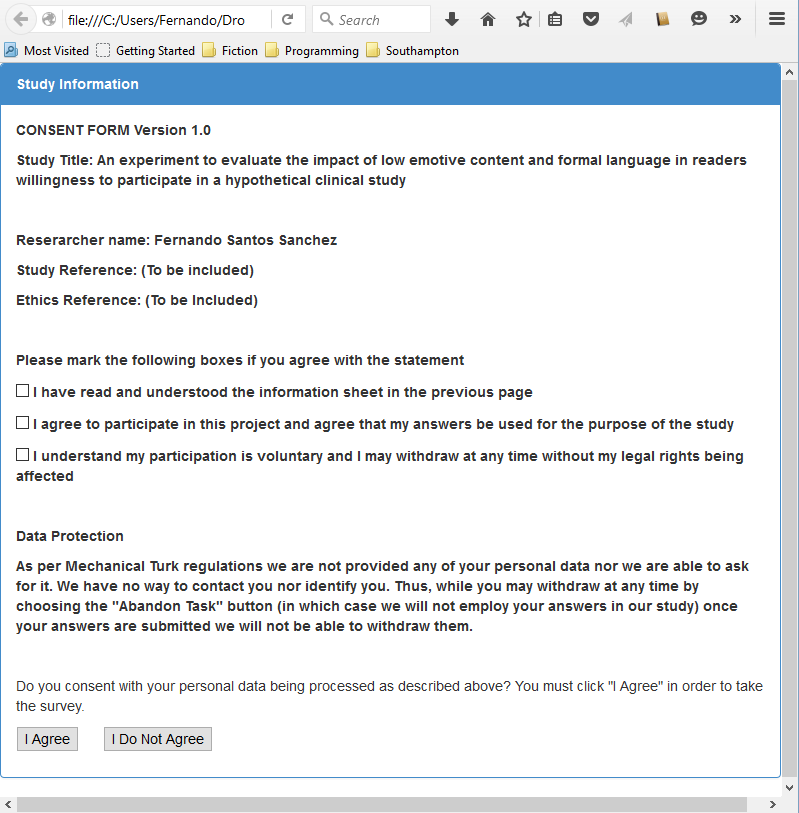 file:///C:/Users/Fernando/Dro
Search
Most Visited Getting Started Fiction Programming Southampton
Study Information
CONSENT FORM Version 1.0
Study Title: An experiment to evaluate the impact of low emotive content and formal language in readers
willingness to participate in a hypothetical clinical study
Reserarcher name: Fernando Santos Sanchez
Study Reference: (To be included)
Ethics Reference: (To be Included)
Please mark the following boxes if you agree with the statement
I have read and understood the information sheet in the previous page
I agree to participate in this project and agree that my answers be used for the purpose of the study
I understand my participation is voluntary and I may withdraw at any time without my legal rights being
affected
Data Protection
As per Mechanical Turk regulations we are not provided any of your personal data nor we are able to ask
for it. We have no way to contact you nor identify you. Thus, while you may withdraw at any time by
choosing the "Abandon Task" button (in which case we will not employ your answers in our study) once
your answers are submitted we will not be able to withdraw them.
Do you consent with your personal data being processed as described above? You must click "I Agree" in order to take
the survey.
I Agree I Do Not Agree